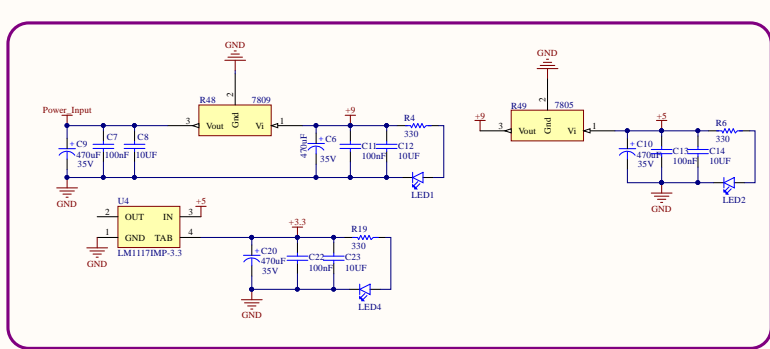 GND
Power_Input
R48
7809
2
3
Vout
Gnd
Vi
1
C9
470uF
35V
C7
100nF
C8
10UF
GND
470uF
C6
35V
+9
C11
100nF
C12
10UF
R4
330
LED1
GND
+9
R49
7805
2
3
Vout
Gnd
Vi
1
C10
470uF
35V
+5
C13
100nF
C14
10UF
R6
330
LED2
GND
U4
2
OUT
IN
3
+5
1
GND
TAB
4
LM1117IMP-3.3
GND
C20
470uF
35V
+3.3
C22
100nF
C23
10UF
R19
330
LED4
GND